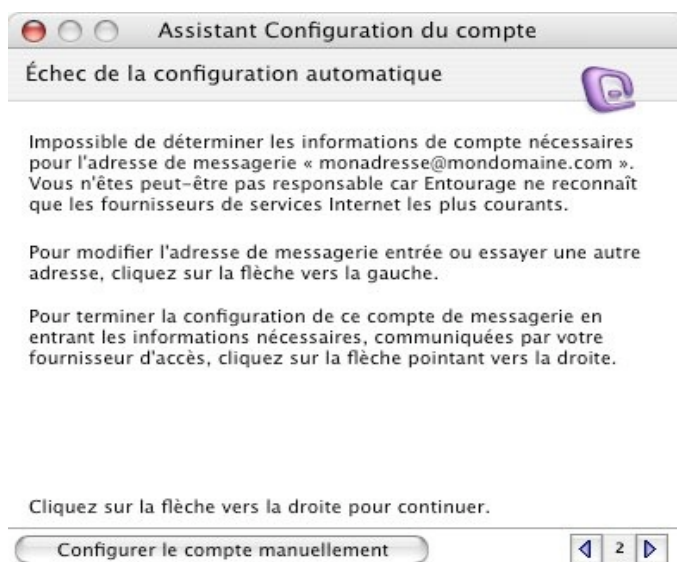 Assistant Configuration du compte
Échec de la configuration automatique
Impossible de déterminer les informations de compte nécessaires
pour l'adresse de messagerie « monadresse@mondomaine.com ».
Vous n'êtes peut-être pas responsable car Entourage ne reconnaît
que les fournisseurs de services Internet les plus courants.
Pour modifier l'adresse de messagerie entrée ou essayer une autre
adresse, cliquez sur la flèche vers la gauche.
Pour terminer la configuration de ce compte de messagerie en
entrant les informations nécessaires, communiquées par votre
fournisseur d'accès, cliquez sur la flèche pointant vers la droite.
Cliquez sur la flèche vers la droite pour continuer.
Configurer le compte manuellement 2